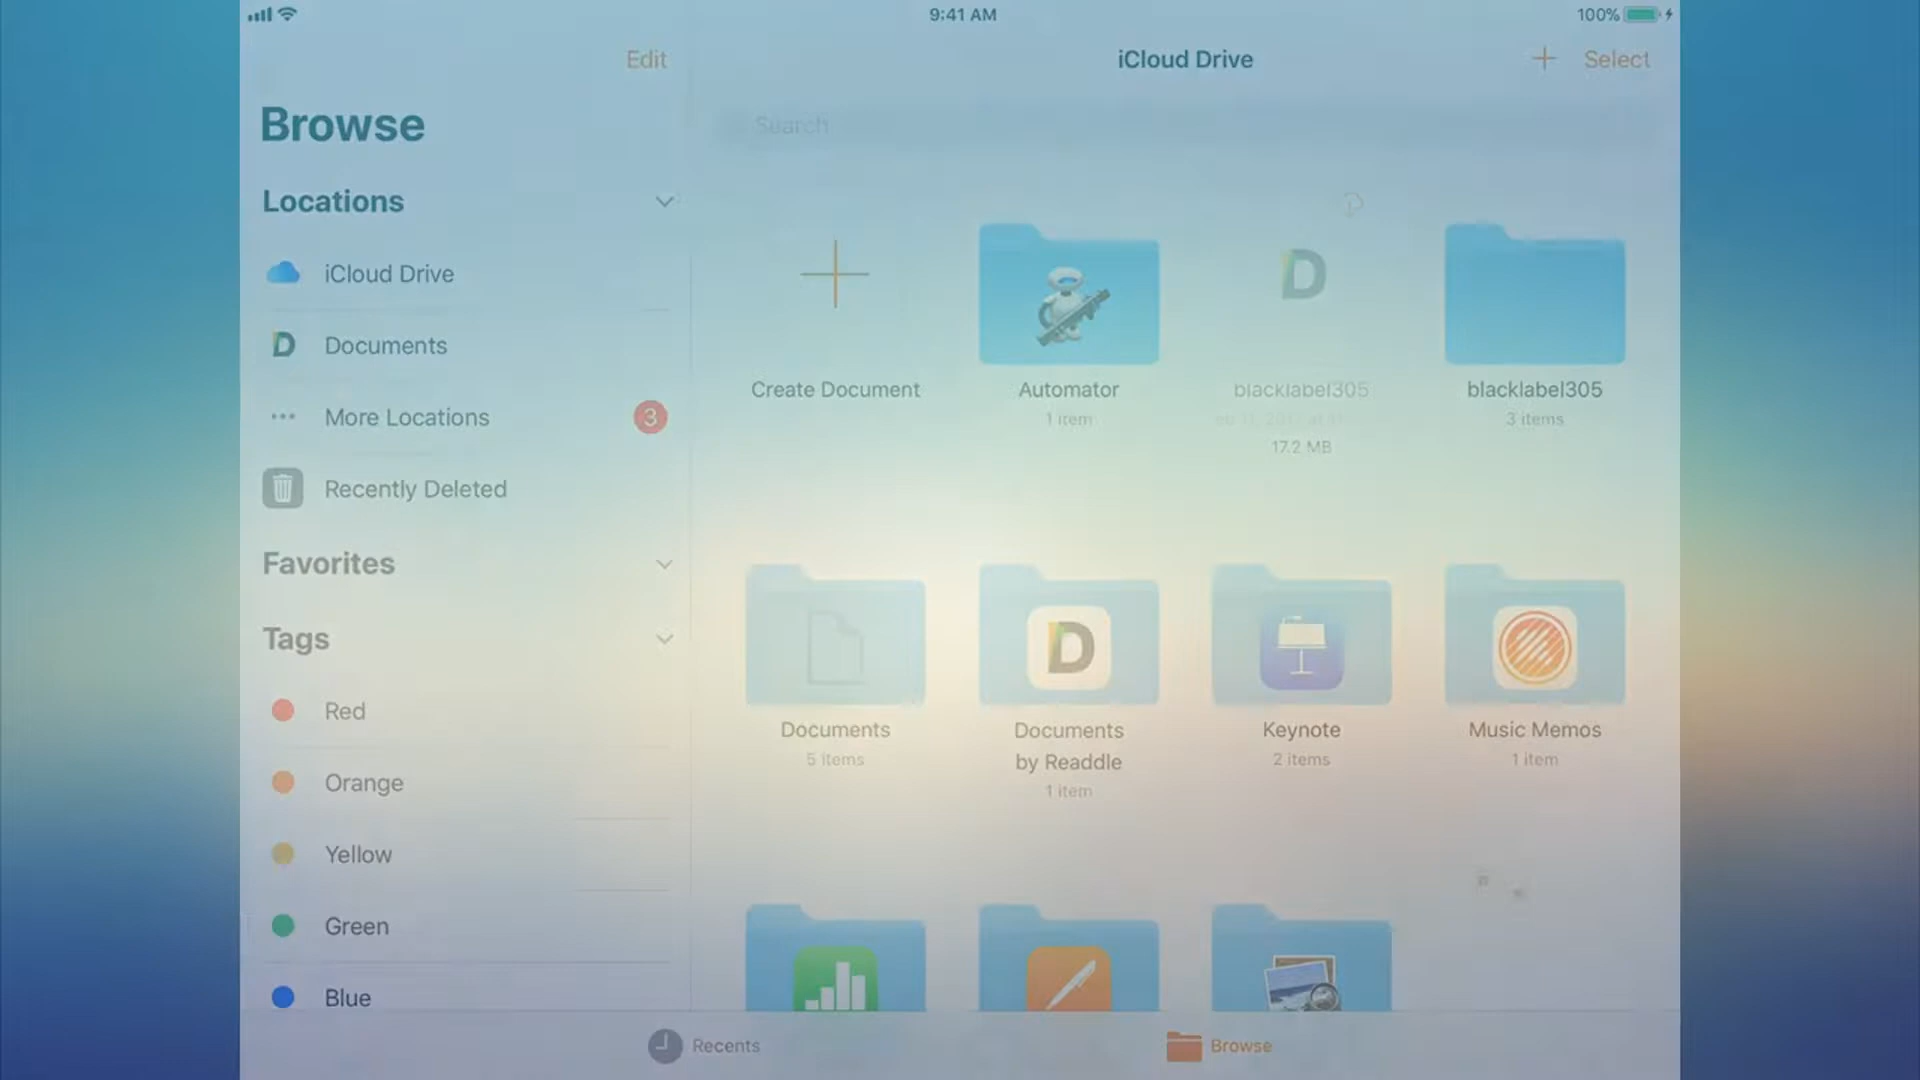 9:41 AM
100%
Edit
iCloud Drive
Select
Browse
Search
Locations
iCloud Drive
Documents
More Locations
3
Recently Deleted
Favorites
Tags
Red
Orange
Yellow
Green
Blue
Create Document
Automator
1 item
D
blacklabel305
17.2 MB
blacklabel305
3 items
Documents
5 items
D
Documents
by Readdle
1 item
Keynote
2 items
Music Memos
1 item
Recents
Browse